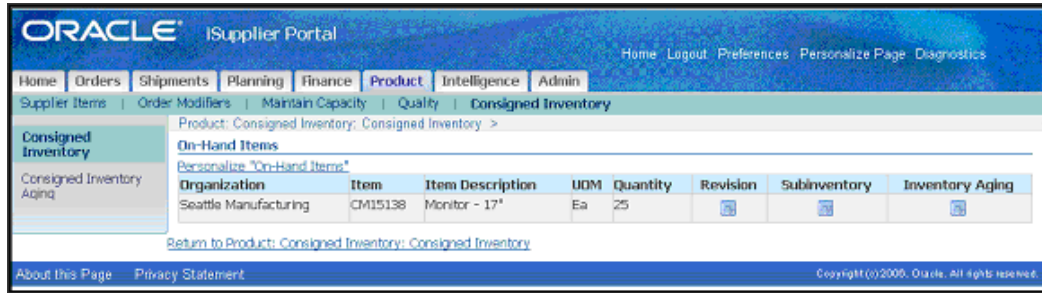 ORACLE iSupplier Portal
Home Logout Preferences Personalize Page Diagnostics
Home Orders Shipments Planning Finance Product Intelligence Admin
Supplier Items | Order Modifiers | Maintain Capacity | Quality | Consigned Inventory
Product: Consigned Inventory: Consigned Inventory >
Consigned Inventory
Consigned Inventory Aging
On-Hand Items
Personalize "On-Hand Items"
Organization Item Item Description UOM Quantity Revision Subinventory Inventory Aging
Seattle Manufacturing CM15138 Monitor - 17" Ea 25
Return to Product: Consigned Inventory: Consigned Inventory
About this Page Privacy Statement Copyright (c) 2006, Oracle. All rights reserved.